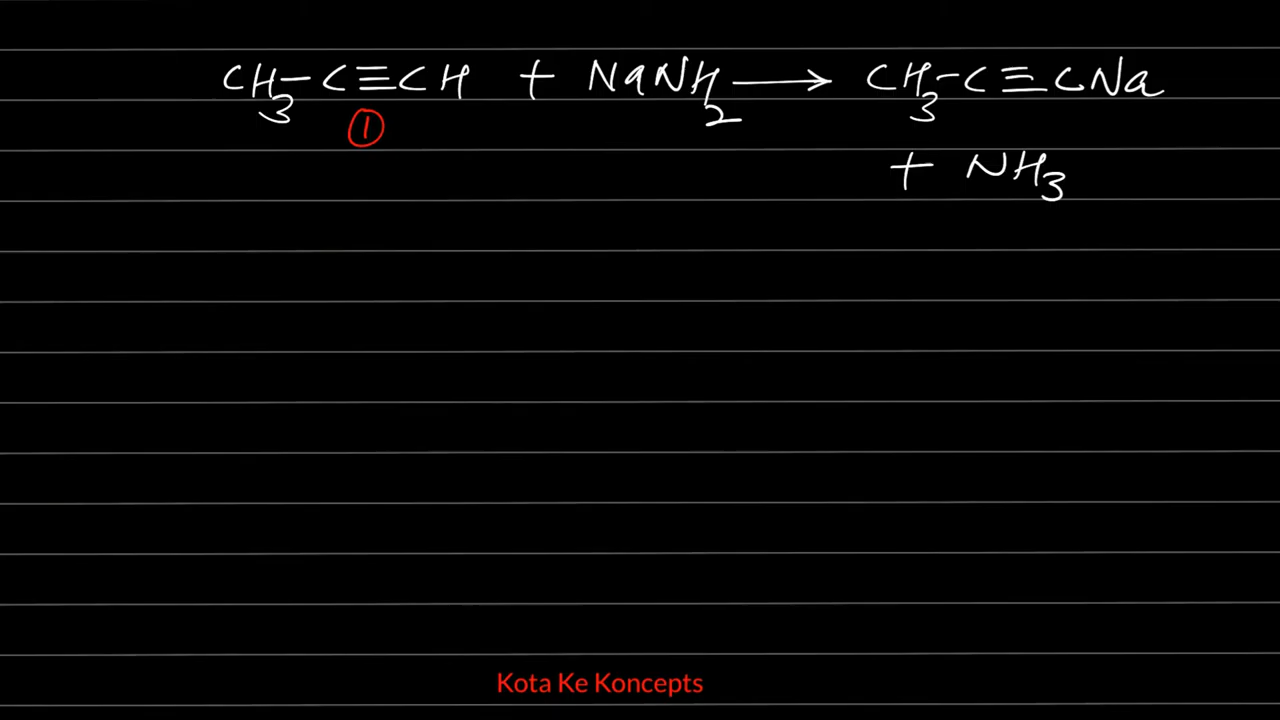 CH₃-C≡CH + NaNH₂ ⟶ CH₃-C≡CNa
①
+ NH₃
Kota Ke Koncepts